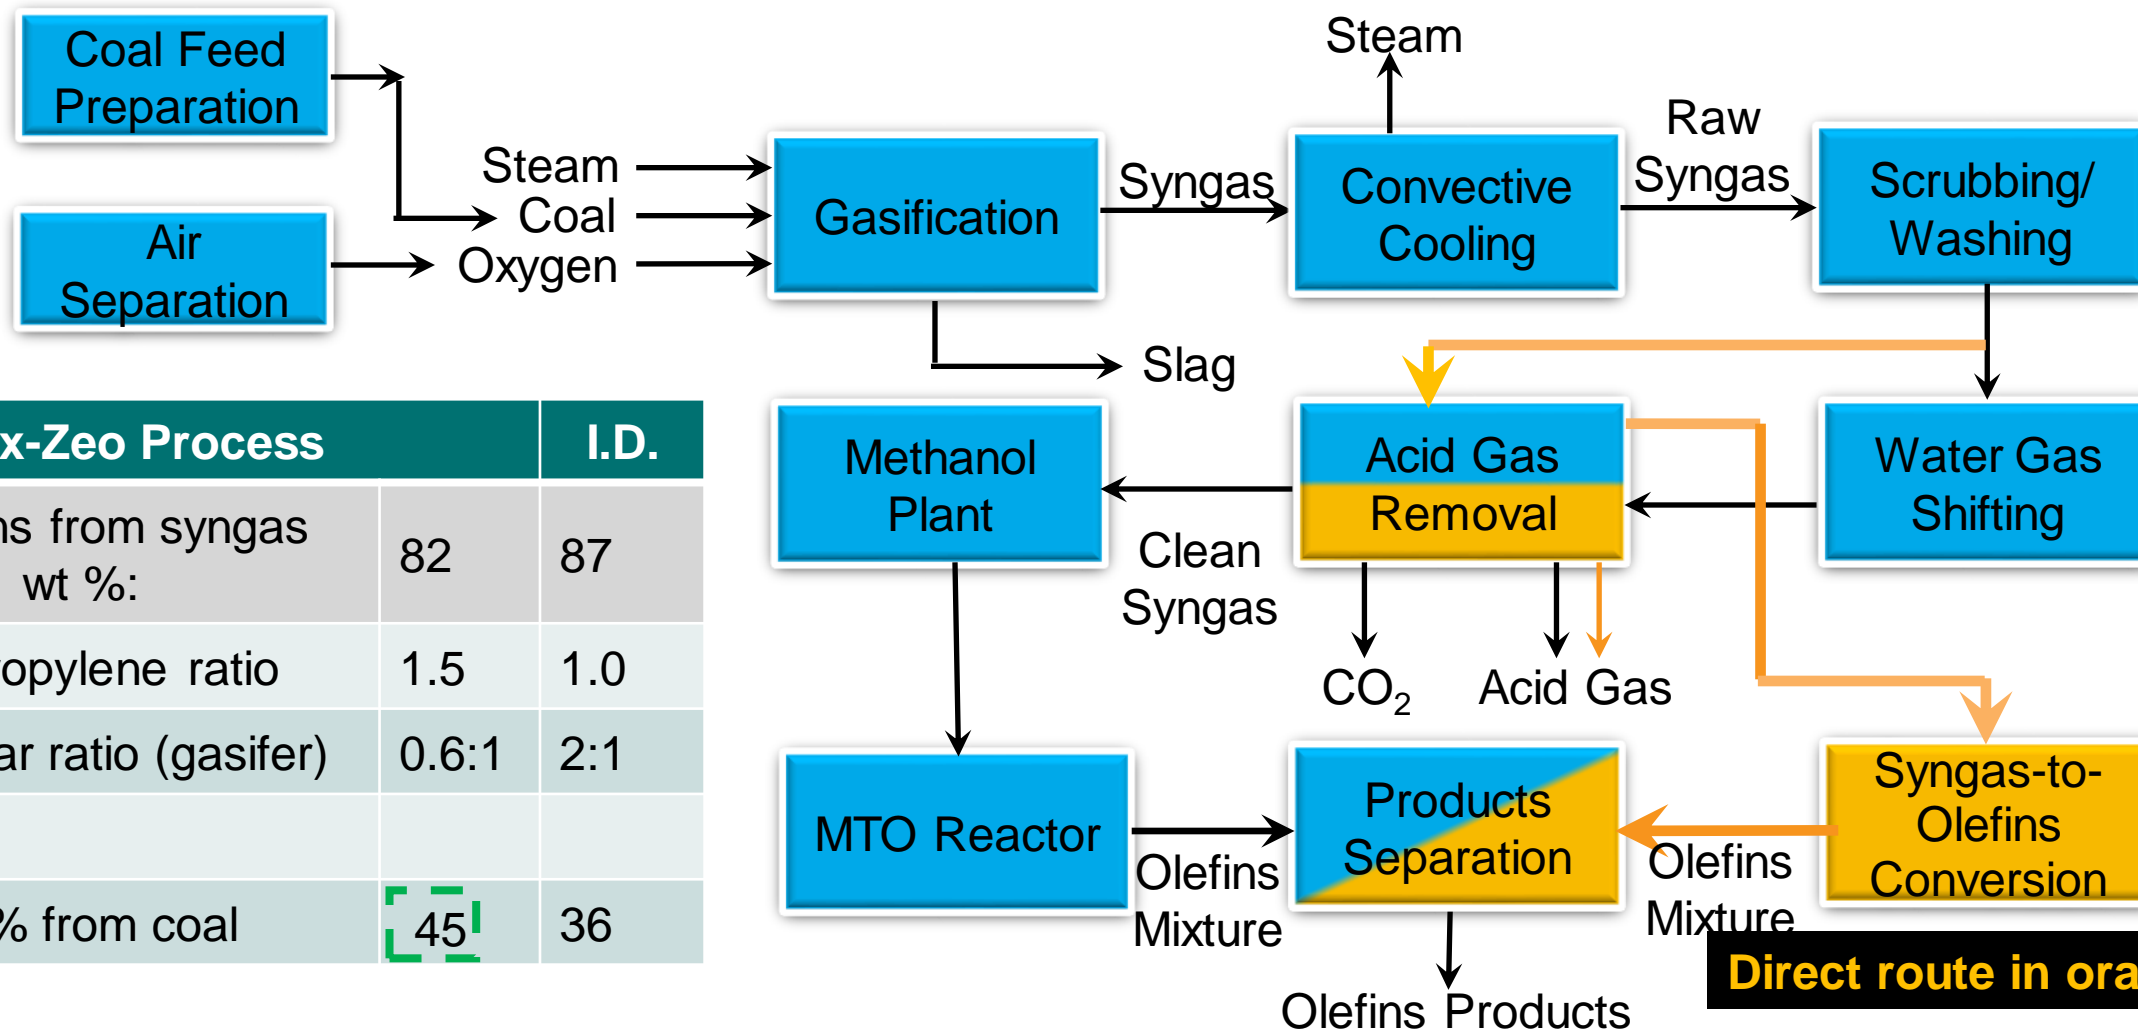 Coal Feed
Preparation
Air
Separation
Steam
Coal
Oxygen
Gasification
Slag
Syngas
Steam
Convective
Cooling
Raw
Syngas
Scrubbing/
Washing
Water Gas
Shifting
Acid Gas
Removal
CO₂
Acid Gas
Clean
Syngas
Methanol
Plant
MTO Reactor
Olefins
Mixture
Products
Separation
Olefins Products
Syngas-to-
Olefins
Conversion
Olefins
Mixture
Direct route in ora
x-Zeo Process I.D.
ns from syngas
wt %: 82 87
opylene ratio 1.5 1.0
ar ratio (gasifer) 0.6:1 2:1
% from coal 45 36